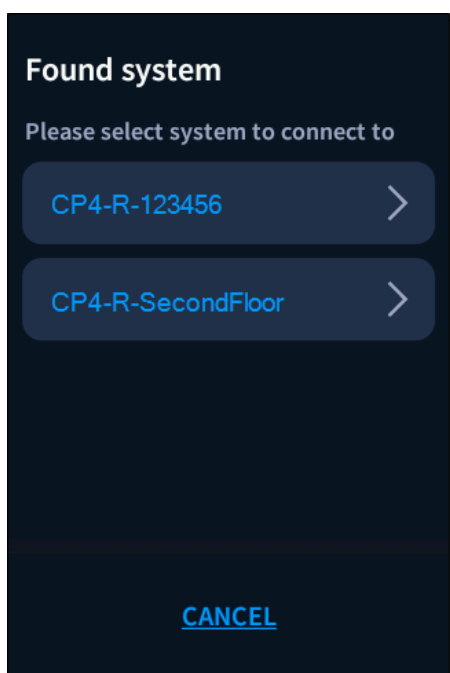 Found system
Please select system to connect to
CP4-R-123456
CP4-R-SecondFloor
CANCEL